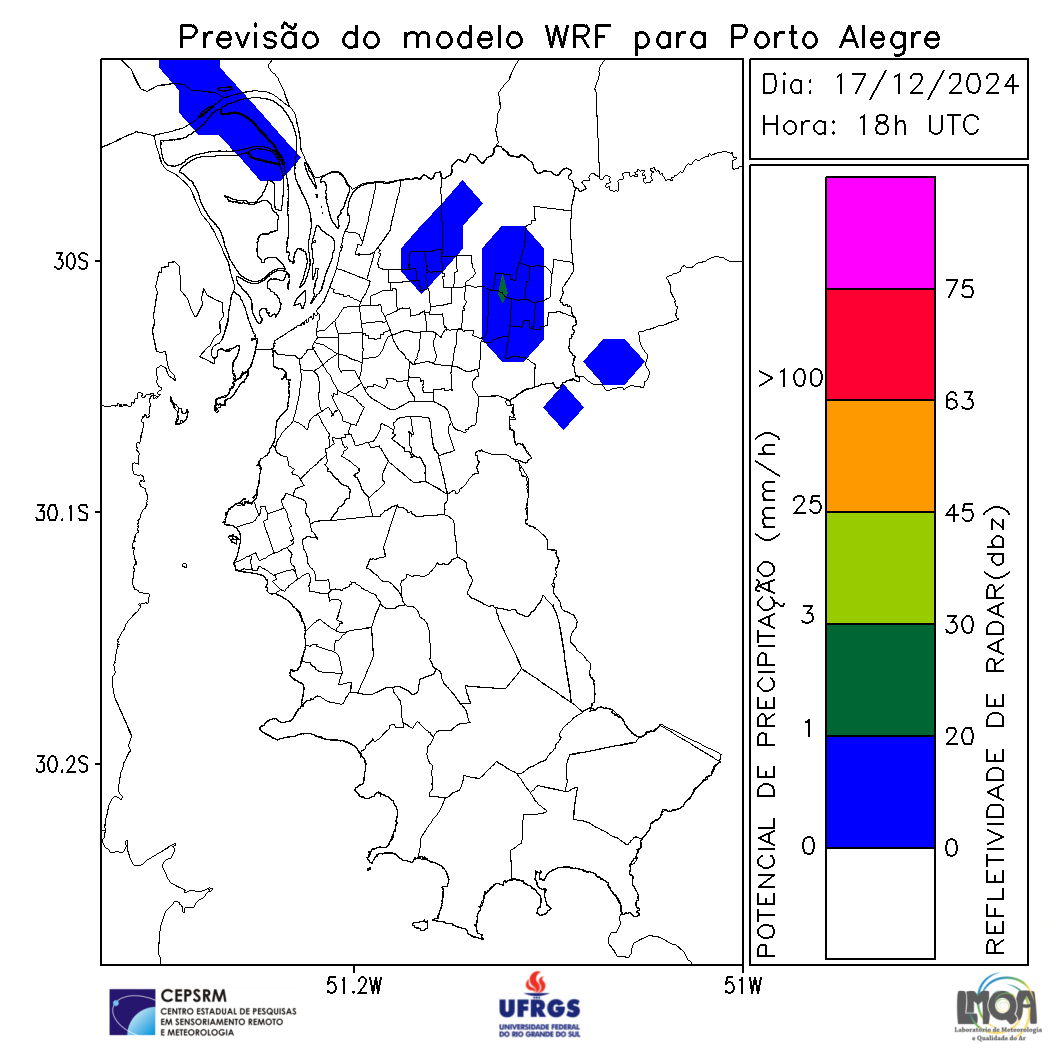 Previsão do modelo WRF para Porto Alegre
Dia: 17/12/2024
Hora: 18h UTC
30S
30.1S
30.2S
51.2W
51W
POTENCIAL DE PRECIPITAÇÃO (mm/h)
>100
25
3
1
0
75
63
45
30
20
0
REFLETIVIDADE DE RADAR(dbz)
CEPSRM
CENTRO ESTADUAL DE PESQUISAS
EM SENSORIAMENTO REMOTO
E METEOROLOGIA
UFRGS
UNIVERSIDADE FEDERAL
DO RIO GRANDE DO SUL
LMQA
Laboratório de Meteorologia
e Qualidade do Ar